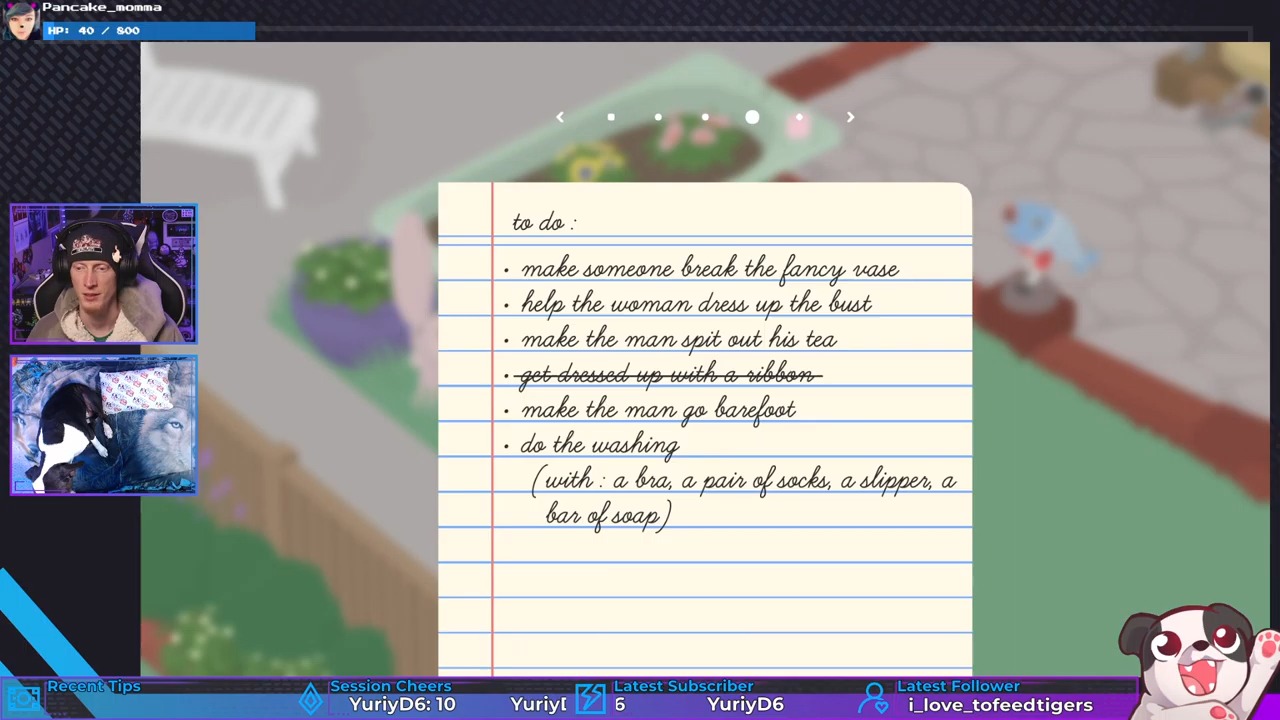 Pancake_momma
HP: 40 / 800
to do :
• make someone break the fancy vase
• help the woman dress up the bust
• make the man spit out his tea
• get dressed up with a ribbon
• make the man go barefoot
• do the washing
(with : a bra, a pair of socks, a slipper, a
bar of soap)
Recent Tips
Session Cheers
YuriyD6: 10
Latest Subscriber
6
YuriyD6
Latest Follower
i_love_tofeedtigers